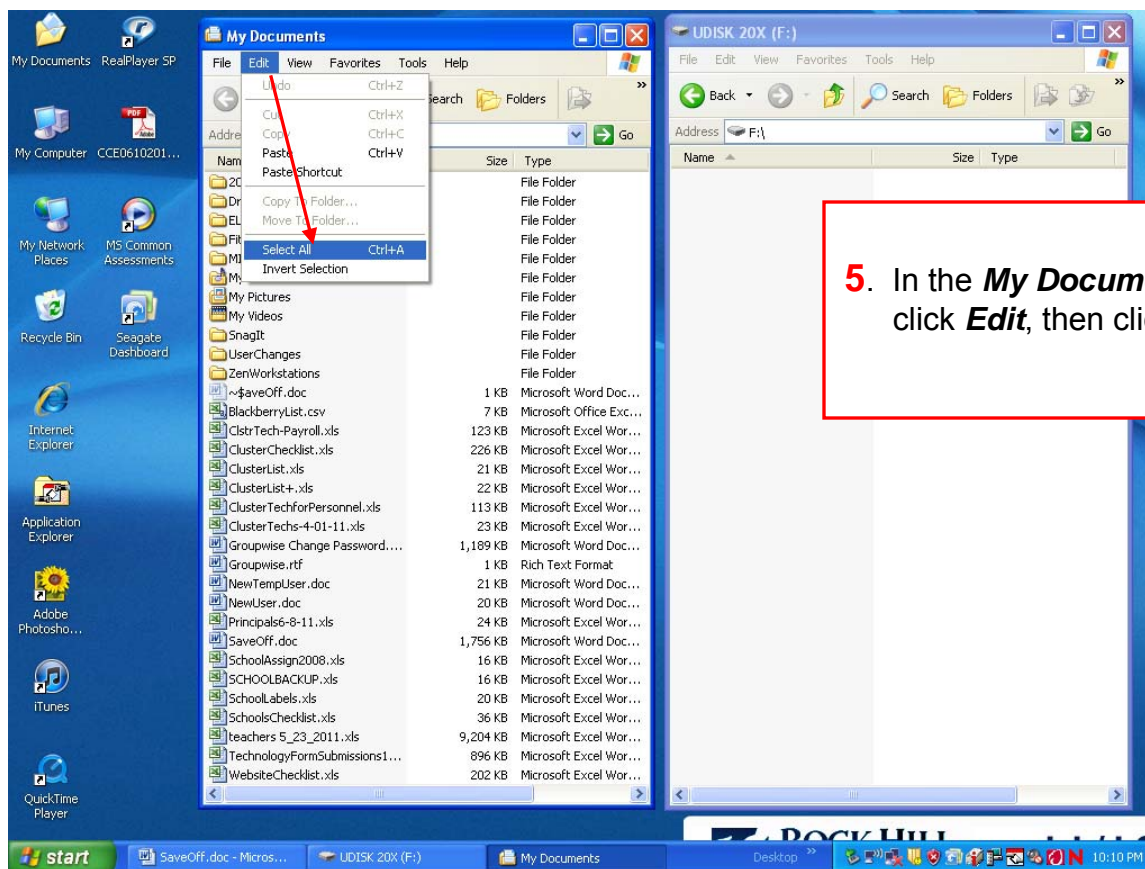 My Documents
RealPlayer SP
My Computer
CCE0610201...
My Network
Places
MS Common
Assessments
Recycle Bin
Seagate
Dashboard
Internet
Explorer
Application
Explorer
Adobe
Photosho...
iTunes
QuickTime
Player
My Documents
File Edit View Favorites Tools Help
Undo Ctrl+Z
Cut Ctrl+X
Copy Ctrl+C
Paste Ctrl+V
Paste Shortcut
Copy To Folder...
Move To Folder...
Select All Ctrl+A
Invert Selection
Search Folders »
Addre Go
Nam Size Type
20 File Folder
Dr File Folder
EL File Folder
Fit File Folder
MI File Folder
My File Folder
My Pictures File Folder
My Videos File Folder
SnagIt File Folder
UserChanges File Folder
ZenWorkstations File Folder
~$aveOff.doc 1 KB Microsoft Word Doc...
BlackberryList.csv 7 KB Microsoft Office Exc...
ClstrTech-Payroll.xls 123 KB Microsoft Excel Wor...
ClusterChecklist.xls 226 KB Microsoft Excel Wor...
ClusterList.xls 21 KB Microsoft Excel Wor...
ClusterList+.xls 22 KB Microsoft Excel Wor...
ClusterTechforPersonnel.xls 113 KB Microsoft Excel Wor...
ClusterTechs-4-01-11.xls 23 KB Microsoft Excel Wor...
Groupwise Change Password.... 1,189 KB Microsoft Word Doc...
Groupwise.rtf 1 KB Rich Text Format
NewTempUser.doc 21 KB Microsoft Word Doc...
NewUser.doc 20 KB Microsoft Word Doc...
Principals6-8-11.xls 24 KB Microsoft Excel Wor...
SaveOff.doc 1,756 KB Microsoft Word Doc...
SchoolAssign2008.xls 16 KB Microsoft Excel Wor...
SCHOOLBACKUP.xls 16 KB Microsoft Excel Wor...
SchoolLabels.xls 20 KB Microsoft Excel Wor...
SchoolsChecklist.xls 36 KB Microsoft Excel Wor...
teachers 5_23_2011.xls 9,204 KB Microsoft Excel Wor...
TechnologyFormSubmissions1... 896 KB Microsoft Excel Wor...
WebsiteChecklist.xls 202 KB Microsoft Excel Wor...
UDISK 20X (F:)
File Edit View Favorites Tools Help
Back Search Folders »
Address F:\ Go
Name Size Type
5. In the My Docum
click Edit, then cli
ROCK HILL
start SaveOff.doc - Micros... UDISK 20X (F:) My Documents Desktop » 10:10 PM